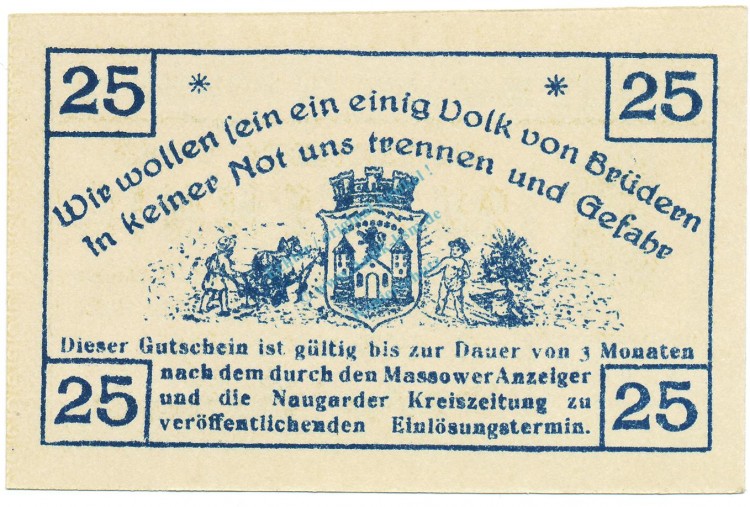 25
25
* *
Wir wollen sein ein einig Volk von Brüdern
In keiner Not uns trennen und Gefahr
Dieser Gutschein ist gültig bis zur Dauer von 3 Monaten
nach dem durch den Massower Anzeiger
und die Naugarder Kreiszeitung zu
veröffentlichenden Einlösungstermin.
25
25